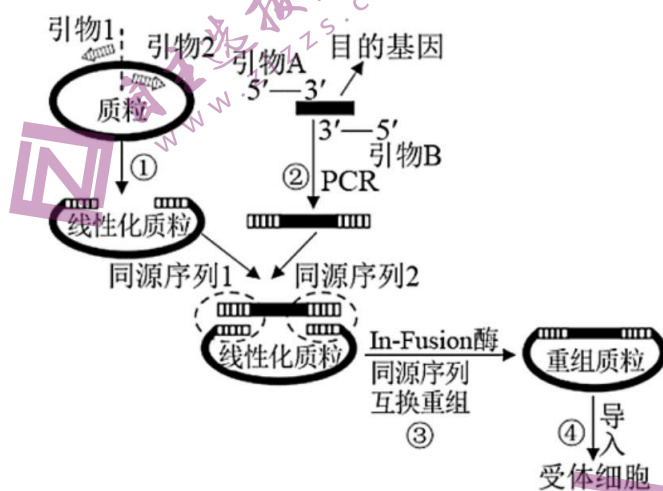 引物1
引物2
质粒
①
引物A
目的基因
5′—3′
3′—5′
引物B
②
PCR
线性化质粒
同源序列1
同源序列2
线性化质粒
In-Fusion酶
同源序列
互换重组
③
重组质粒
④
导入
受体细胞